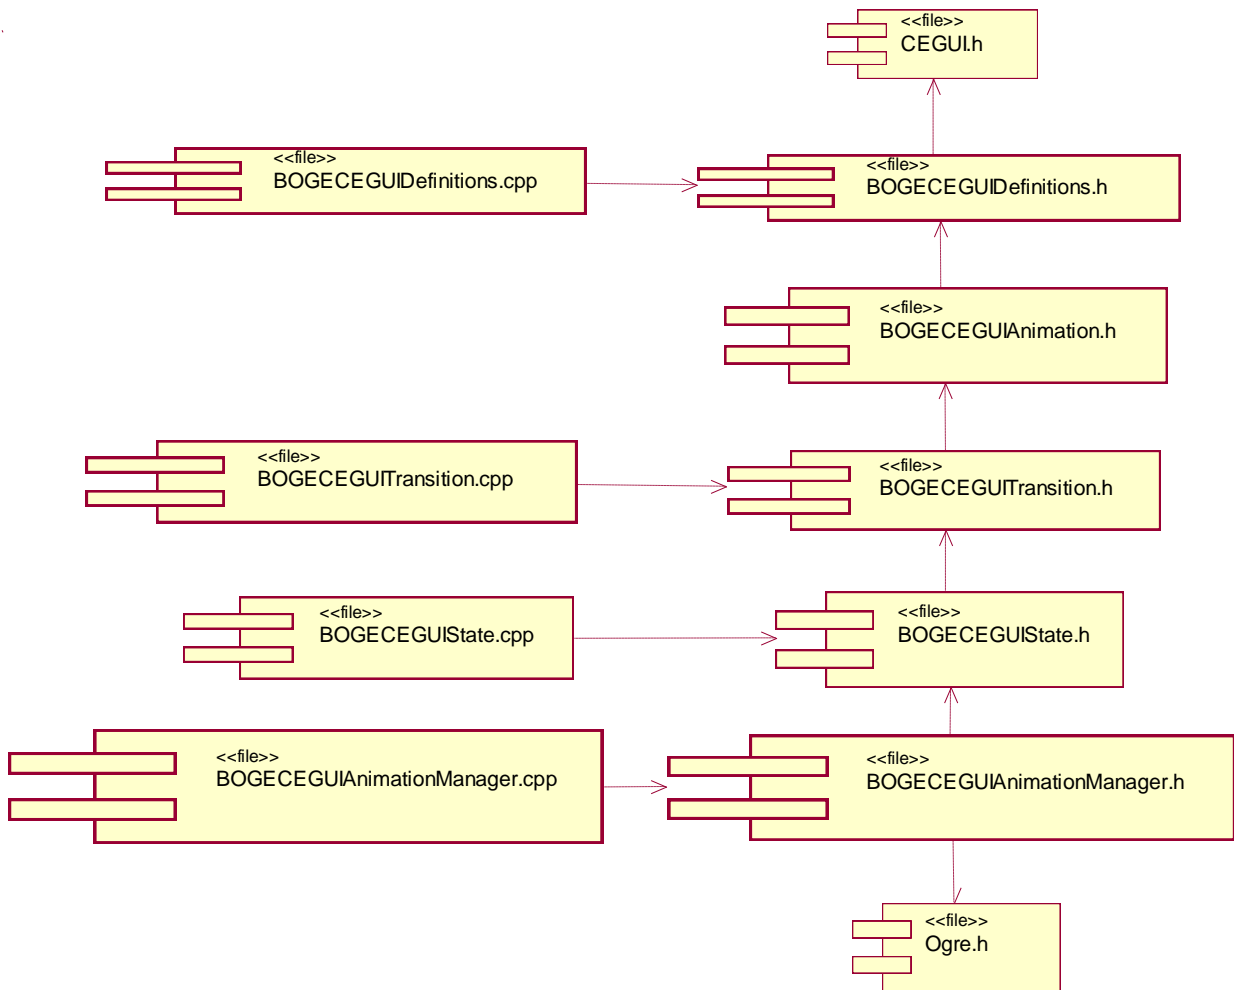 <<file>>
CEGUI.h
<<file>>
BOGECEGUIDefinitions.cpp
<<file>>
BOGECEGUIDefinitions.h
<<file>>
BOGECEGUIAnimation.h
<<file>>
BOGECEGUITransition.cpp
<<file>>
BOGECEGUITransition.h
<<file>>
BOGECEGUIState.cpp
<<file>>
BOGECEGUIState.h
<<file>>
BOGECEGUIAnimationManager.cpp
<<file>>
BOGECEGUIAnimationManager.h
<<file>>
Ogre.h